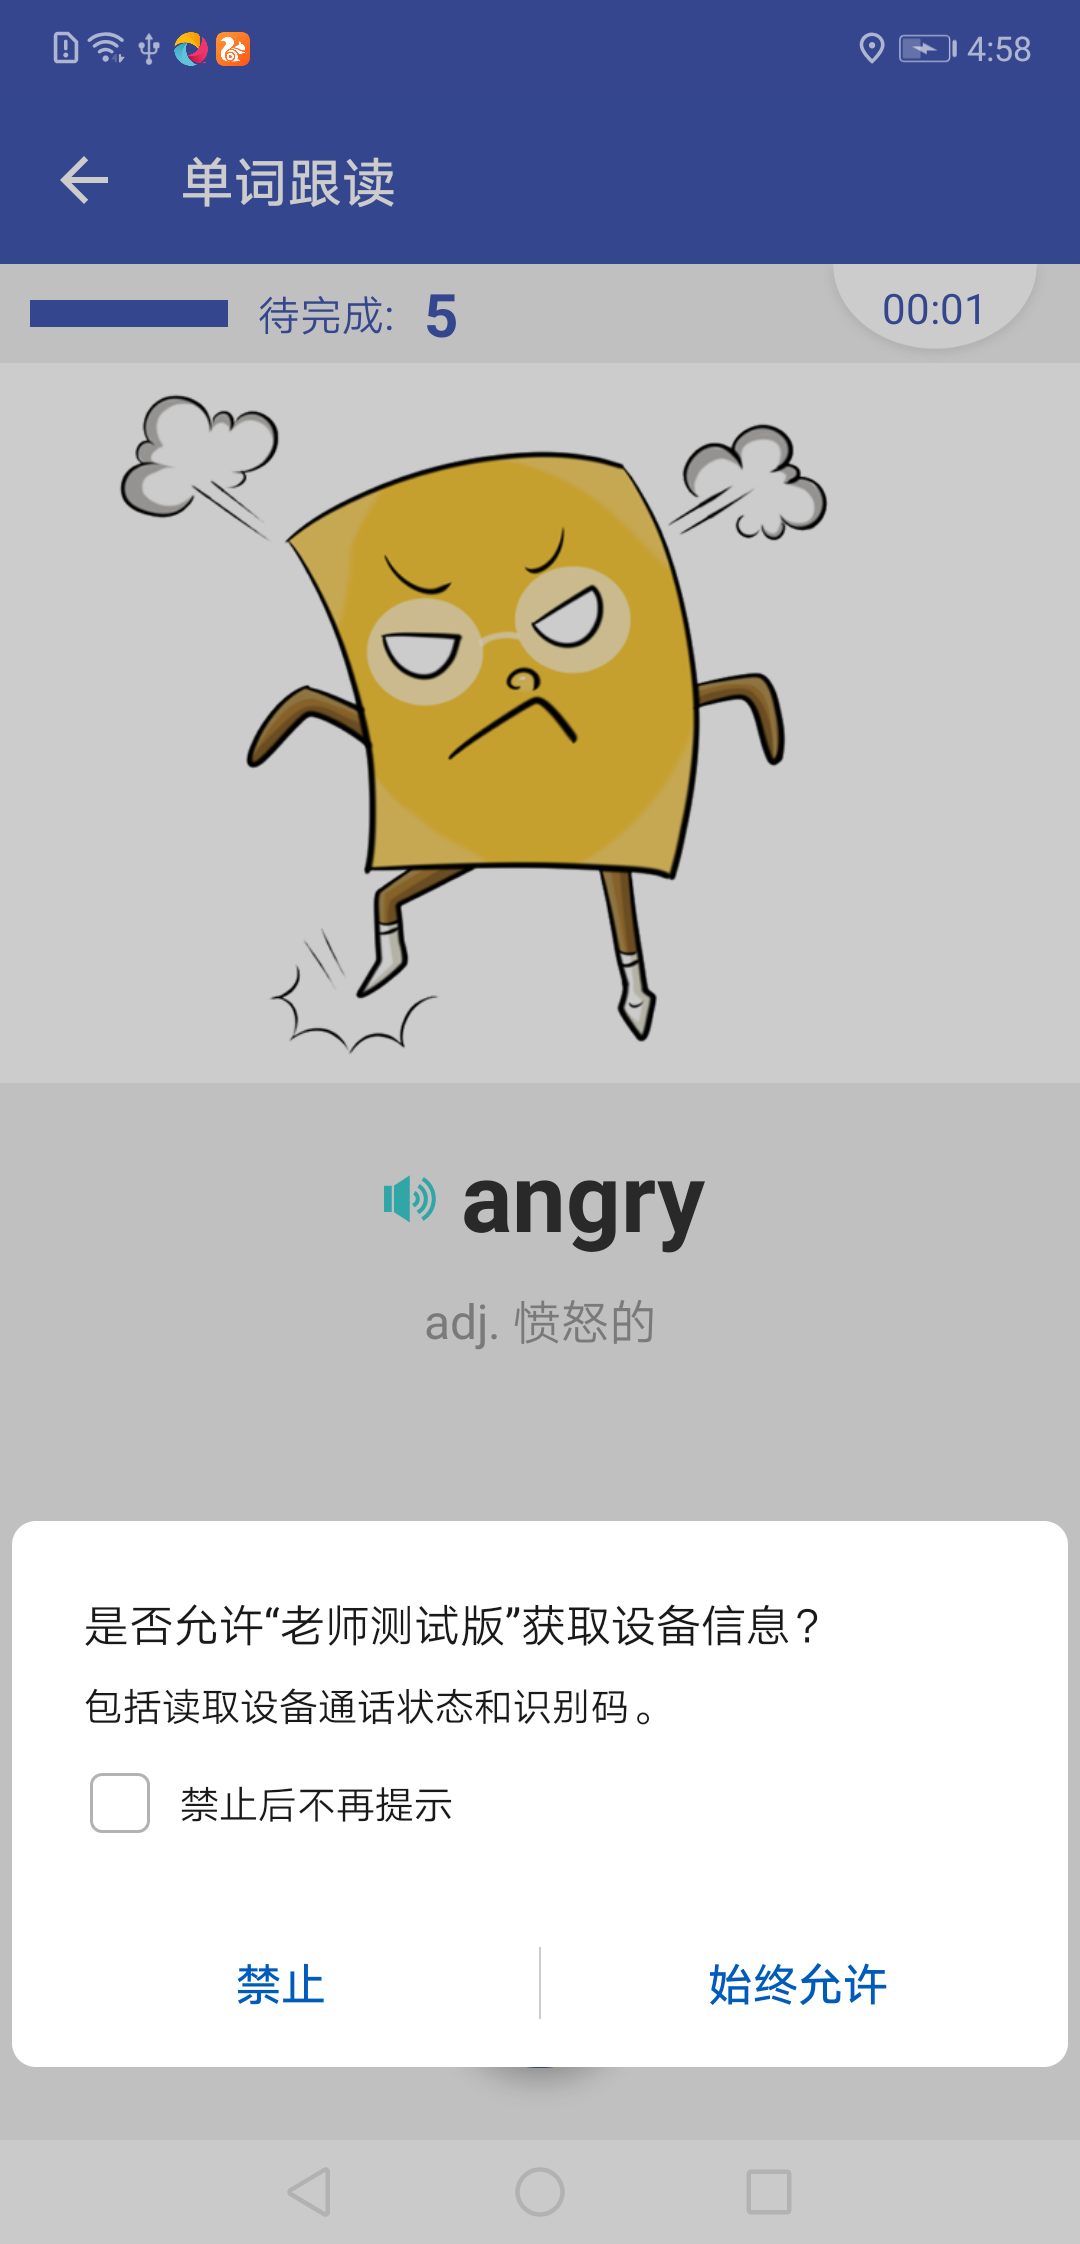 4:58
单词跟读
待完成: 5
00:01
angry
adj. 愤怒的
是否允许“老师测试版”获取设备信息？
包括读取设备通话状态和识别码。
禁止后不再提示
禁止
始终允许